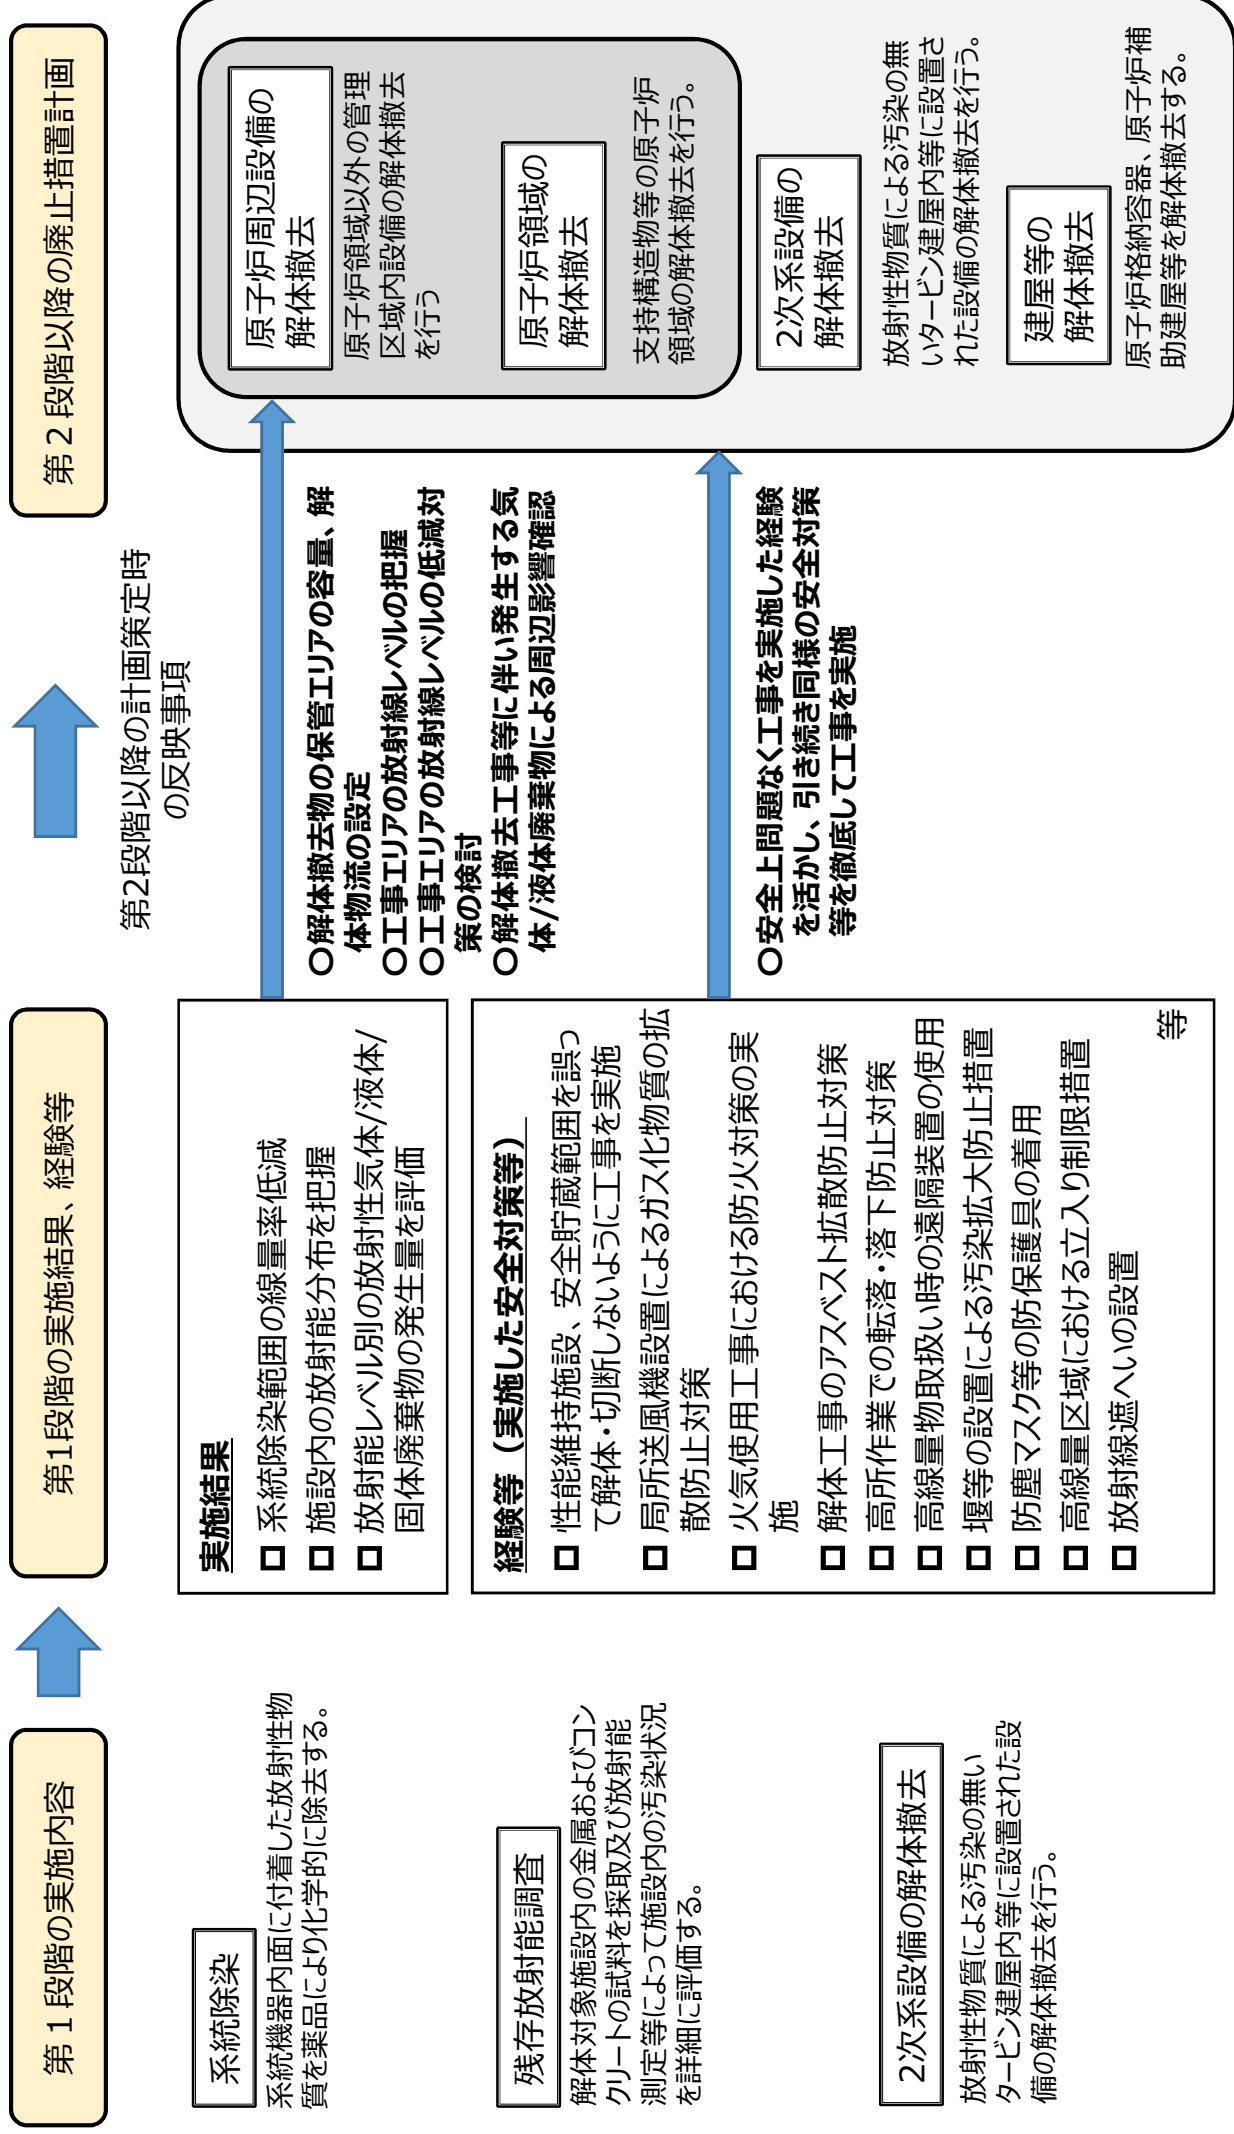 第１段階の実施内容
系統除染
系統機器内面に付着した放射性物
質を薬品により化学的に除去する。
残存放射能調査
解体対象施設内の金属およびコン
クリートの試料を採取及び放射能
測定等によって施設内の汚染状況
を詳細に評価する。
2次系設備の解体撤去
放射性物質による汚染の無い
タービン建屋内等に設置された設
備の解体撤去を行う。
第1段階の実施結果、経験等
実施結果
系統除染範囲の線量率低減
施設内の放射能分布を把握
放射能レベル別の放射性気体/液体/
固体廃棄物の発生量を評価
経験等（実施した安全対策等）
性能維持施設、安全貯蔵範囲を誤っ
て解体・切断しないように工事を実施
局所送風機設置によるガス化物質の拡
散防止対策
火気使用工事における防火対策の実
施
解体工事のアスベスト拡散防止対策
高所作業での転落・落下防止対策
高線量物取扱い時の遠隔装置の使用
堰等の設置による汚染拡大防止措置
防塵マスク等の防保護具の着用
高線量区域における立入り制限措置
放射線遮へいの設置
等
第2段階以降の計画策定時
の反映事項
〇解体撤去物の保管エリアの容量、解
体物流の設定
〇工事エリアの放射線レベルの把握
〇工事エリアの放射線レベルの低減対
策の検討
〇解体撤去工事等に伴い発生する気
体/液体廃棄物による周辺影響確認
〇安全上問題なく工事を実施した経験
を活かし、引き続き同様の安全対策
等を徹底して工事を実施
第２段階以降の廃止措置計画
原子炉周辺設備の
解体撤去
原子炉領域以外の管理
区域内設備の解体撤去
を行う
原子炉領域の
解体撤去
支持構造物等の原子炉
領域の解体撤去を行う。
2次系設備の
解体撤去
放射性物質による汚染の無
いタービン建屋内等に設置さ
れた設備の解体撤去を行う。
建屋等の
解体撤去
原子炉格納容器、原子炉補
助建屋等を解体撤去する。